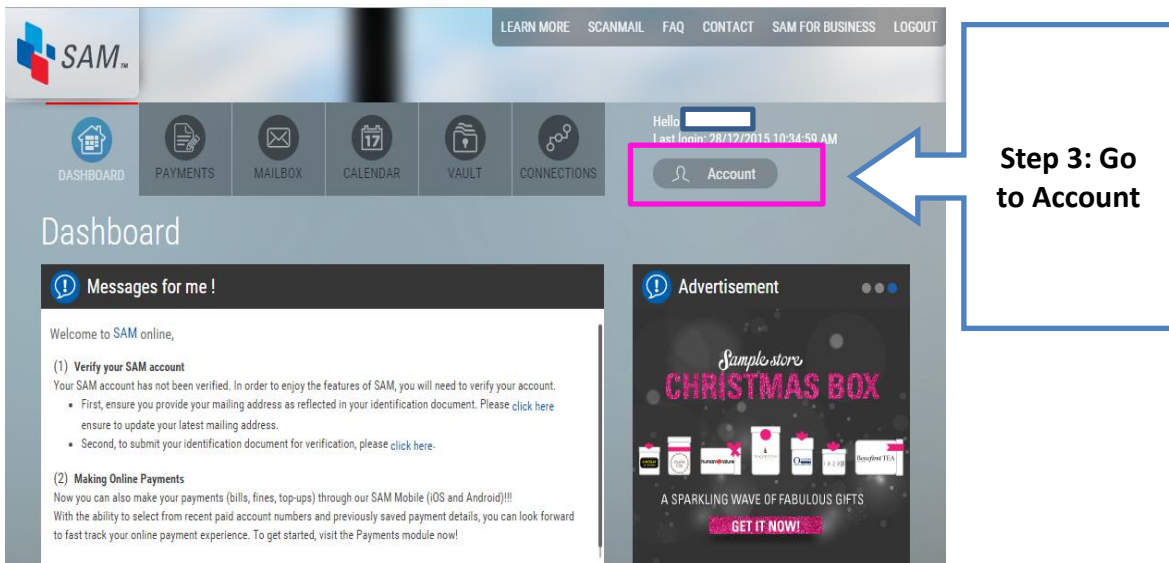 LEARN MORE SCANMAIL FAQ CONTACT SAM FOR BUSINESS LOGOUT
SAM™
Hello
Last login: 28/12/2015 10:34:59 AM
DASHBOARD PAYMENTS MAILBOX 17 CALENDAR VAULT CONNECTIONS
Account
Step 3: Go
to Account
Dashboard
Messages for me !
Welcome to SAM online,
(1) Verify your SAM account
Your SAM account has not been verified. In order to enjoy the features of SAM, you will need to verify your account.
• First, ensure you provide your mailing address as reflected in your identification document. Please click here
ensure to update your latest mailing address.
• Second, to submit your identification document for verification, please click here.
(2) Making Online Payments
Now you can also make your payments (bills, fines, top-ups) through our SAM Mobile (iOS and Android)!!!
With the ability to select from recent paid account numbers and previously saved payment details, you can look forward
to fast track your online payment experience. To get started, visit the Payments module now!
Advertisement
Sample store
CHRISTMAS BOX
human nature
Benefirst TEA
A SPARKLING WAVE OF FABULOUS GIFTS
GET IT NOW!